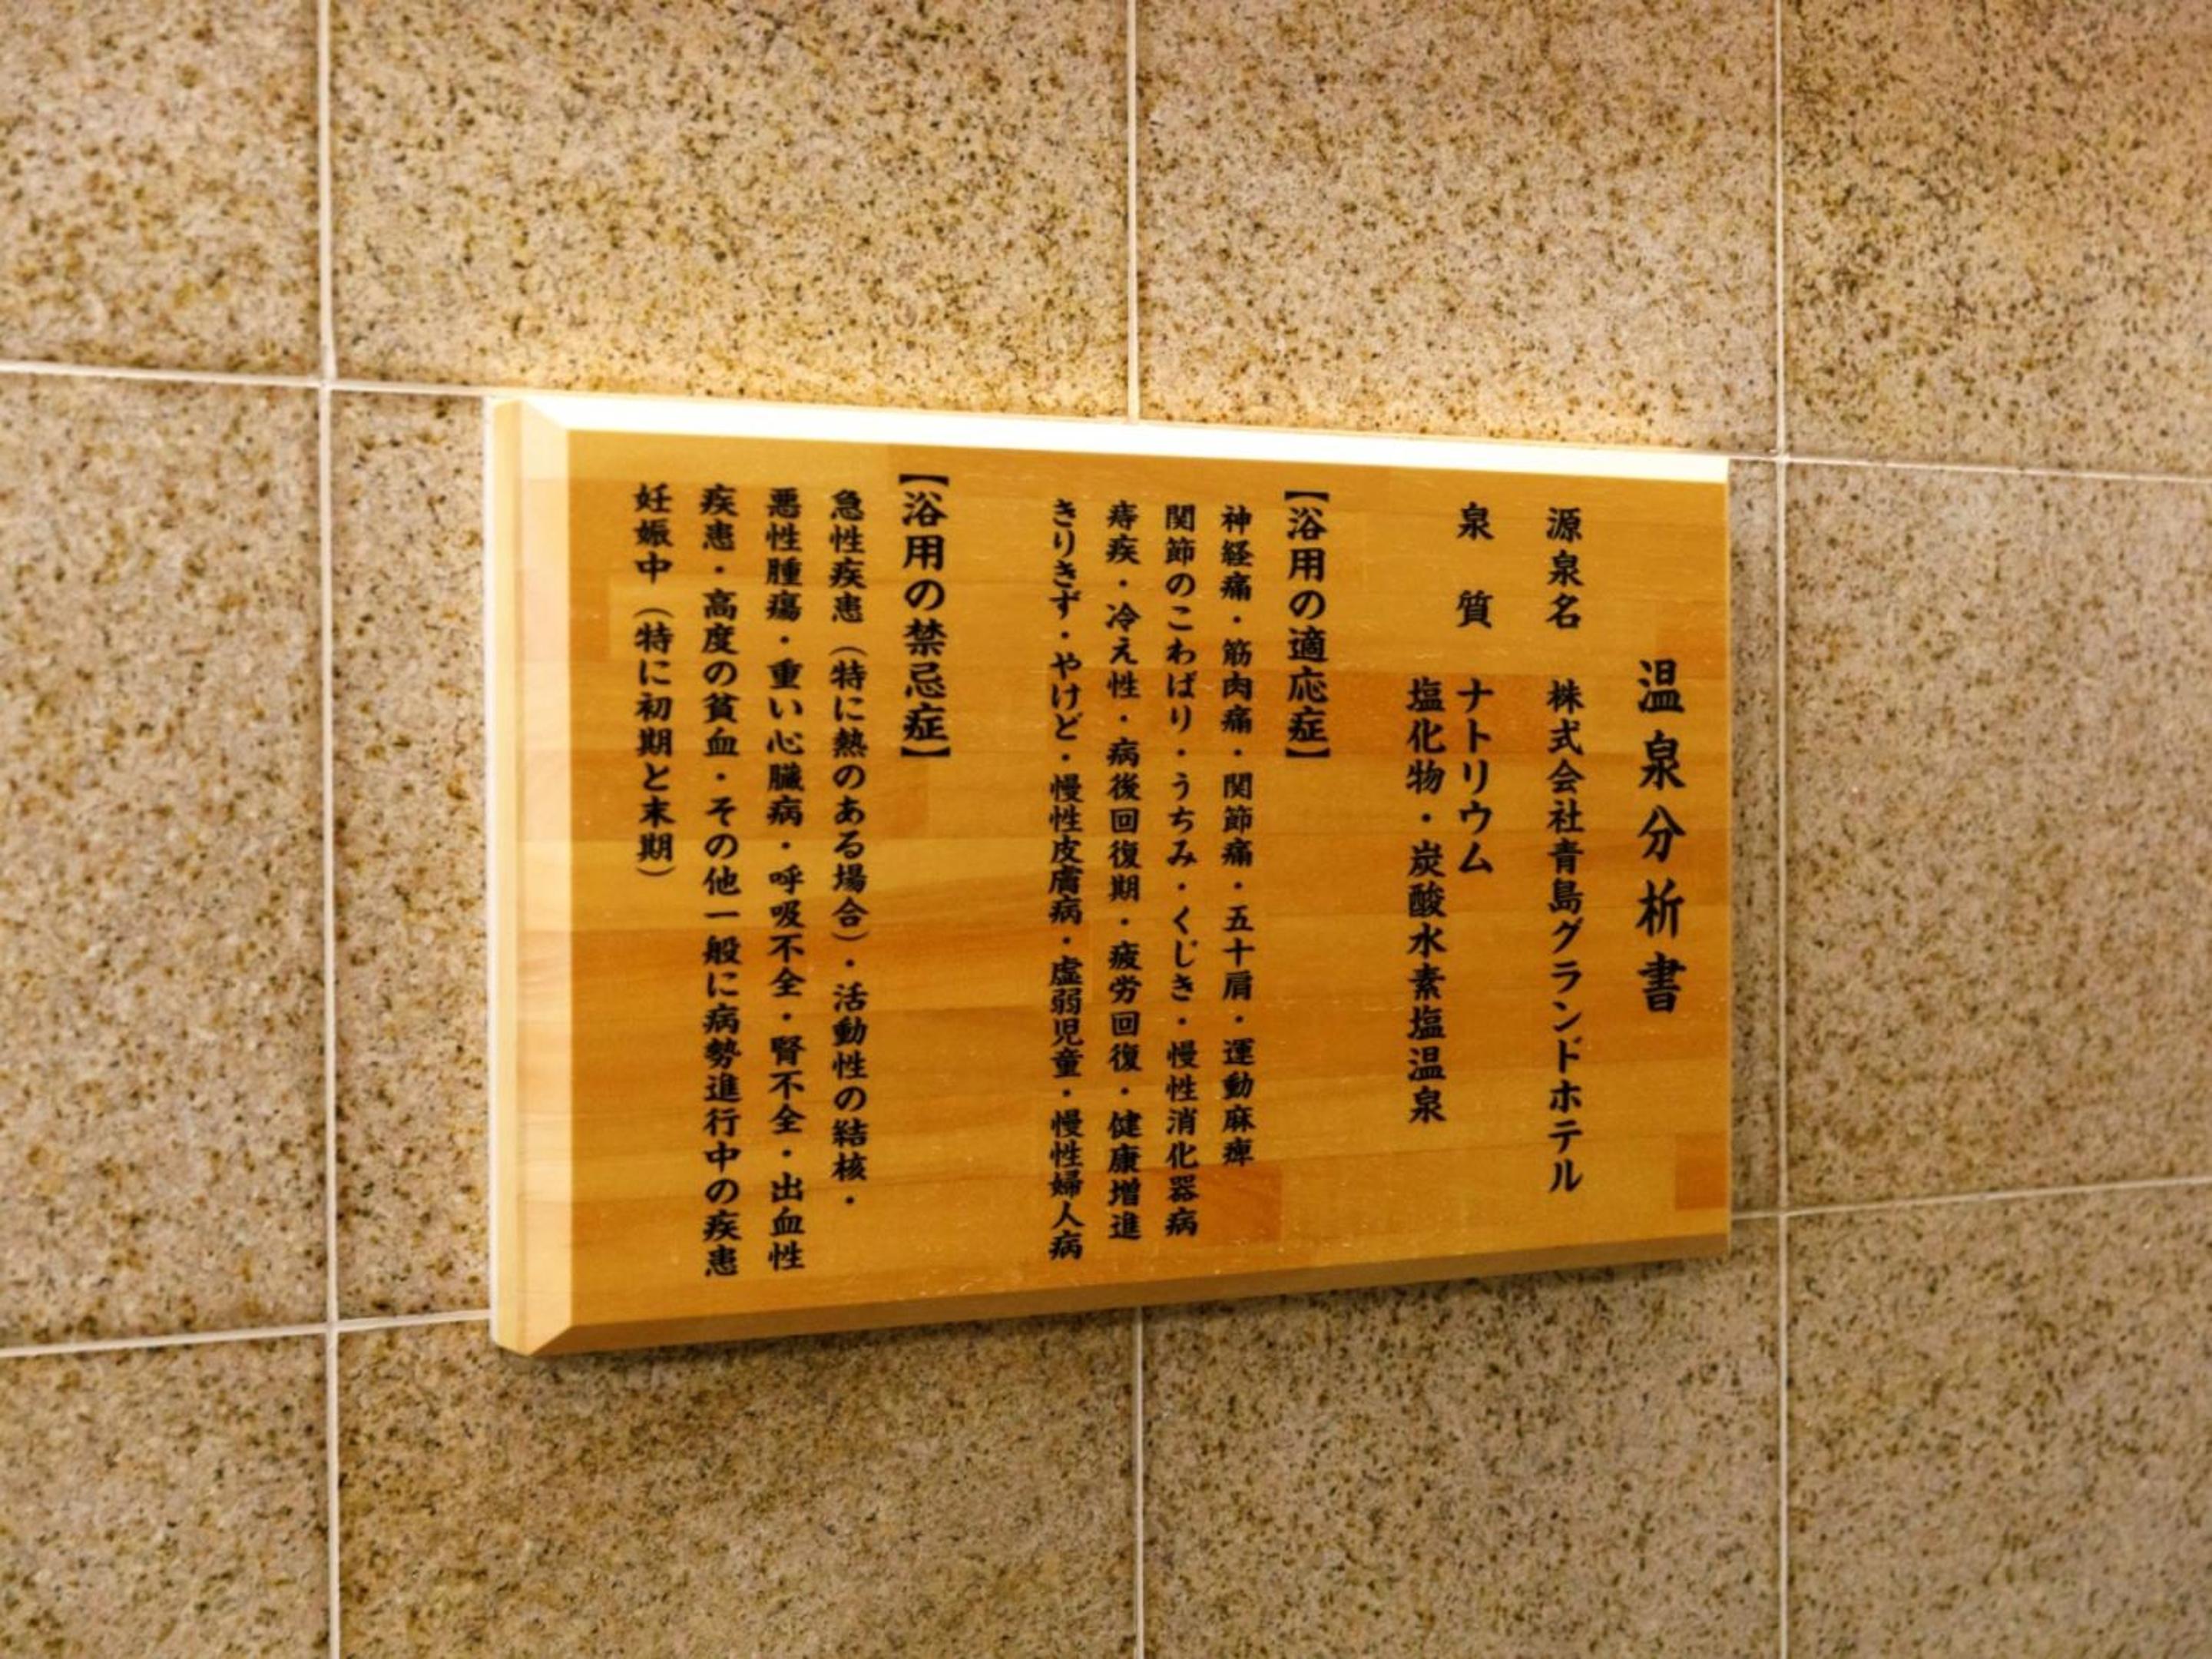 温泉分析書
源泉名 株式会社青島グランドホテル
泉質 ナトリウム
塩化物・炭酸水素塩温泉
【浴用の適応症】
神経痛・筋肉痛・関節痛・五十肩・運動麻痺
関節のこわばり・うちみ・くじき・慢性消化器病
痔疾・冷え性・病後回復期・疲労回復・健康増進
きりきず・やけど・慢性皮膚病・虚弱児童・慢性婦人病
【浴用の禁忌症】
急性疾患（特に熱のある場合）・活動性の結核・
悪性腫瘍・重い心臓病・呼吸不全・腎不全・出血性
疾患・高度の貧血・その他一般に病勢進行中の疾患
妊娠中（特に初期と末期）